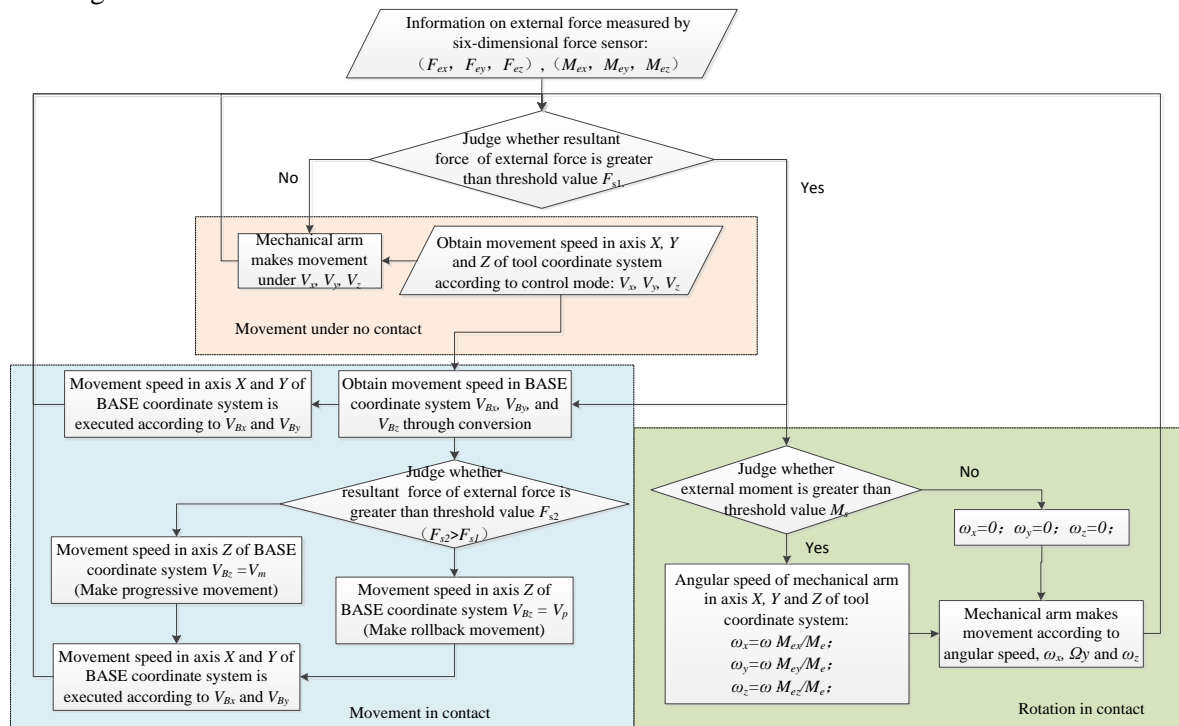 Information on external force measured by
six-dimensional force sensor:
(Fex, Fey, Fez), (Mex, Mey, Mez)
Judge whether resultant
force of external force is greater
than threshold value Fs1,
No
Yes
Mechanical arm
makes movement
under Vx, Vy, Vz
Obtain movement speed in axis X, Y
and Z of tool coordinate system
according to control mode: Vx, Vy, Vz
Movement under no contact
Movement speed in axis X and Y of
BASE coordinate system is
executed according to VBx and VBy
Obtain movement speed in BASE
coordinate system VBx, VBy, and
VBz through conversion
Judge whether
resultant force of external force is
greater than threshold value Fs2
(Fs2>Fs1)
Movement speed in axis Z of BASE
coordinate system VBz =Vm
(Make progressive movement)
Movement speed in axis Z of
BASE coordinate system VBz = Vp
(Make rollback movement)
Movement speed in axis X and Y of
BASE coordinate system is
executed according to VBx and VBy
Movement in contact
Judge whether
external moment is greater than
threshold value Ms
No
Yes
ωx=0; ωy=0; ωz=0;
Angular speed of mechanical arm
in axis X, Y and Z of tool
coordinate system:
ωx=ω Mex/Me;
ωy=ω Mey/Me;
ωz=ω Mez/Me;
Mechanical arm makes
movement according to
angular speed, ωx, Ωy and ωz
Rotation in contact